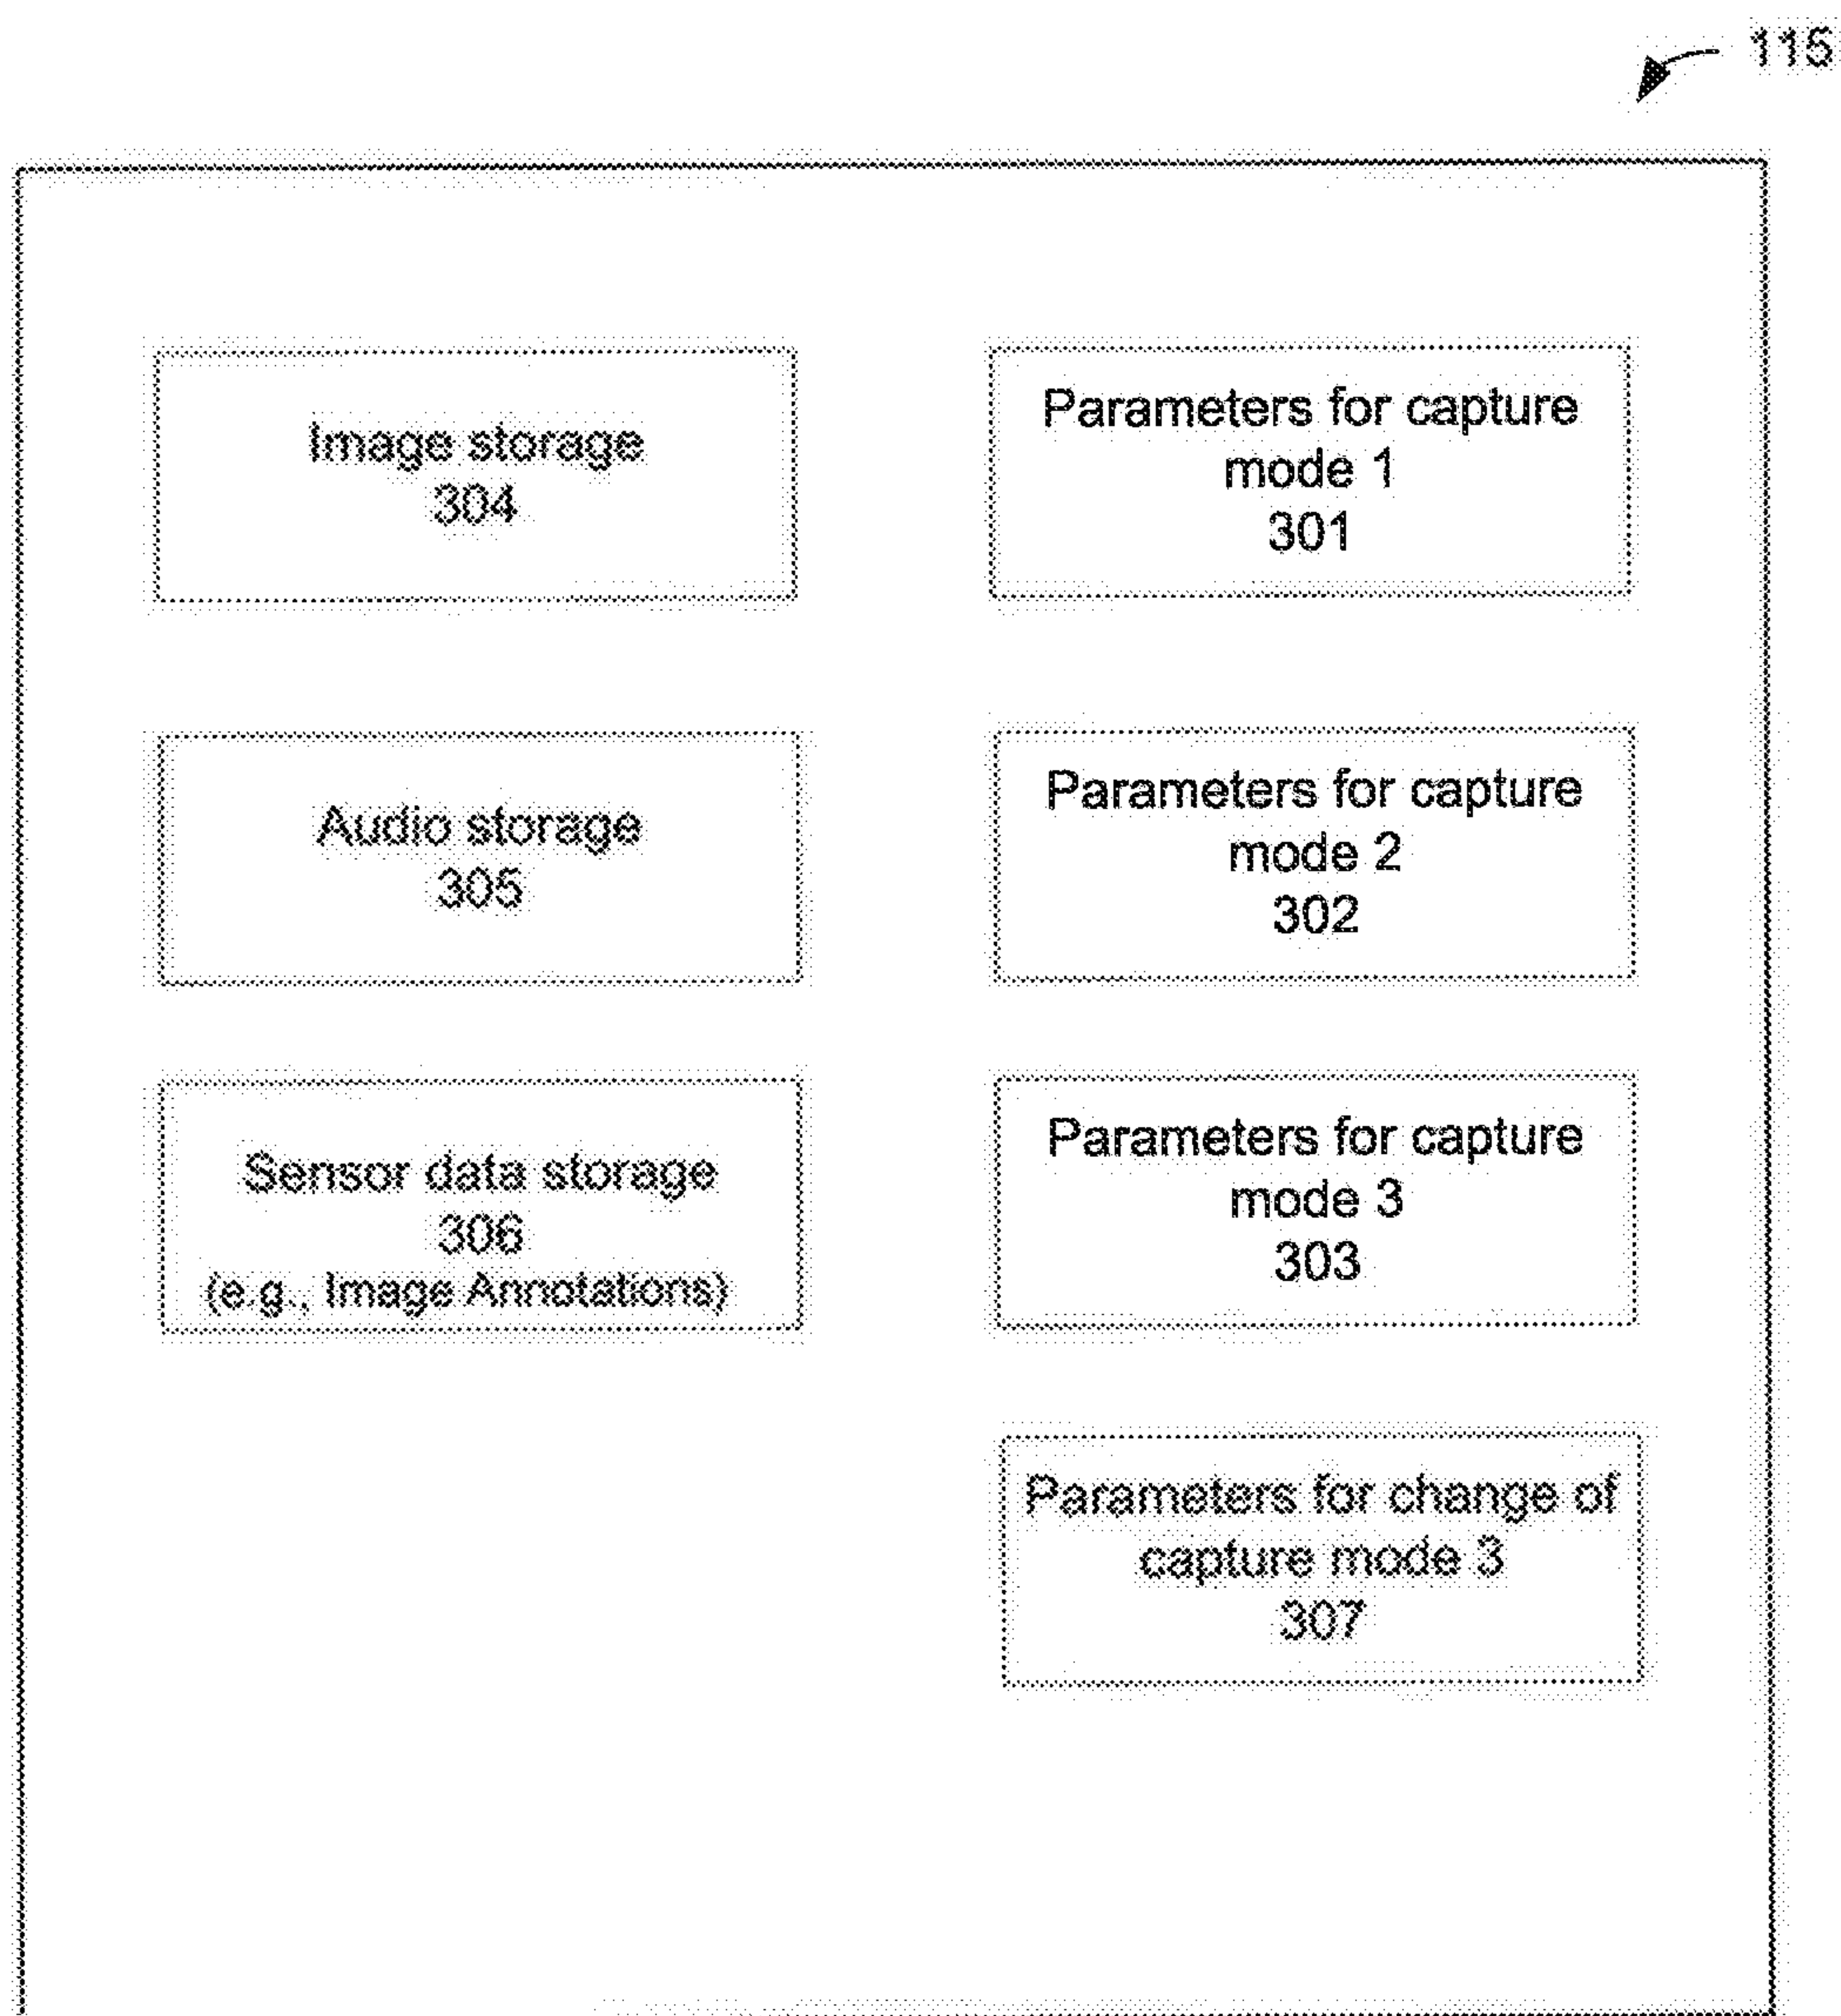 115
Image storage
304
Parameters for capture
mode 1
301
Audio storage
305
Parameters for capture
mode 2
302
Sensor data storage
306
(e.g., Image Annotations)
Parameters for capture
mode 3
303
Parameters for change of
capture mode 3
307